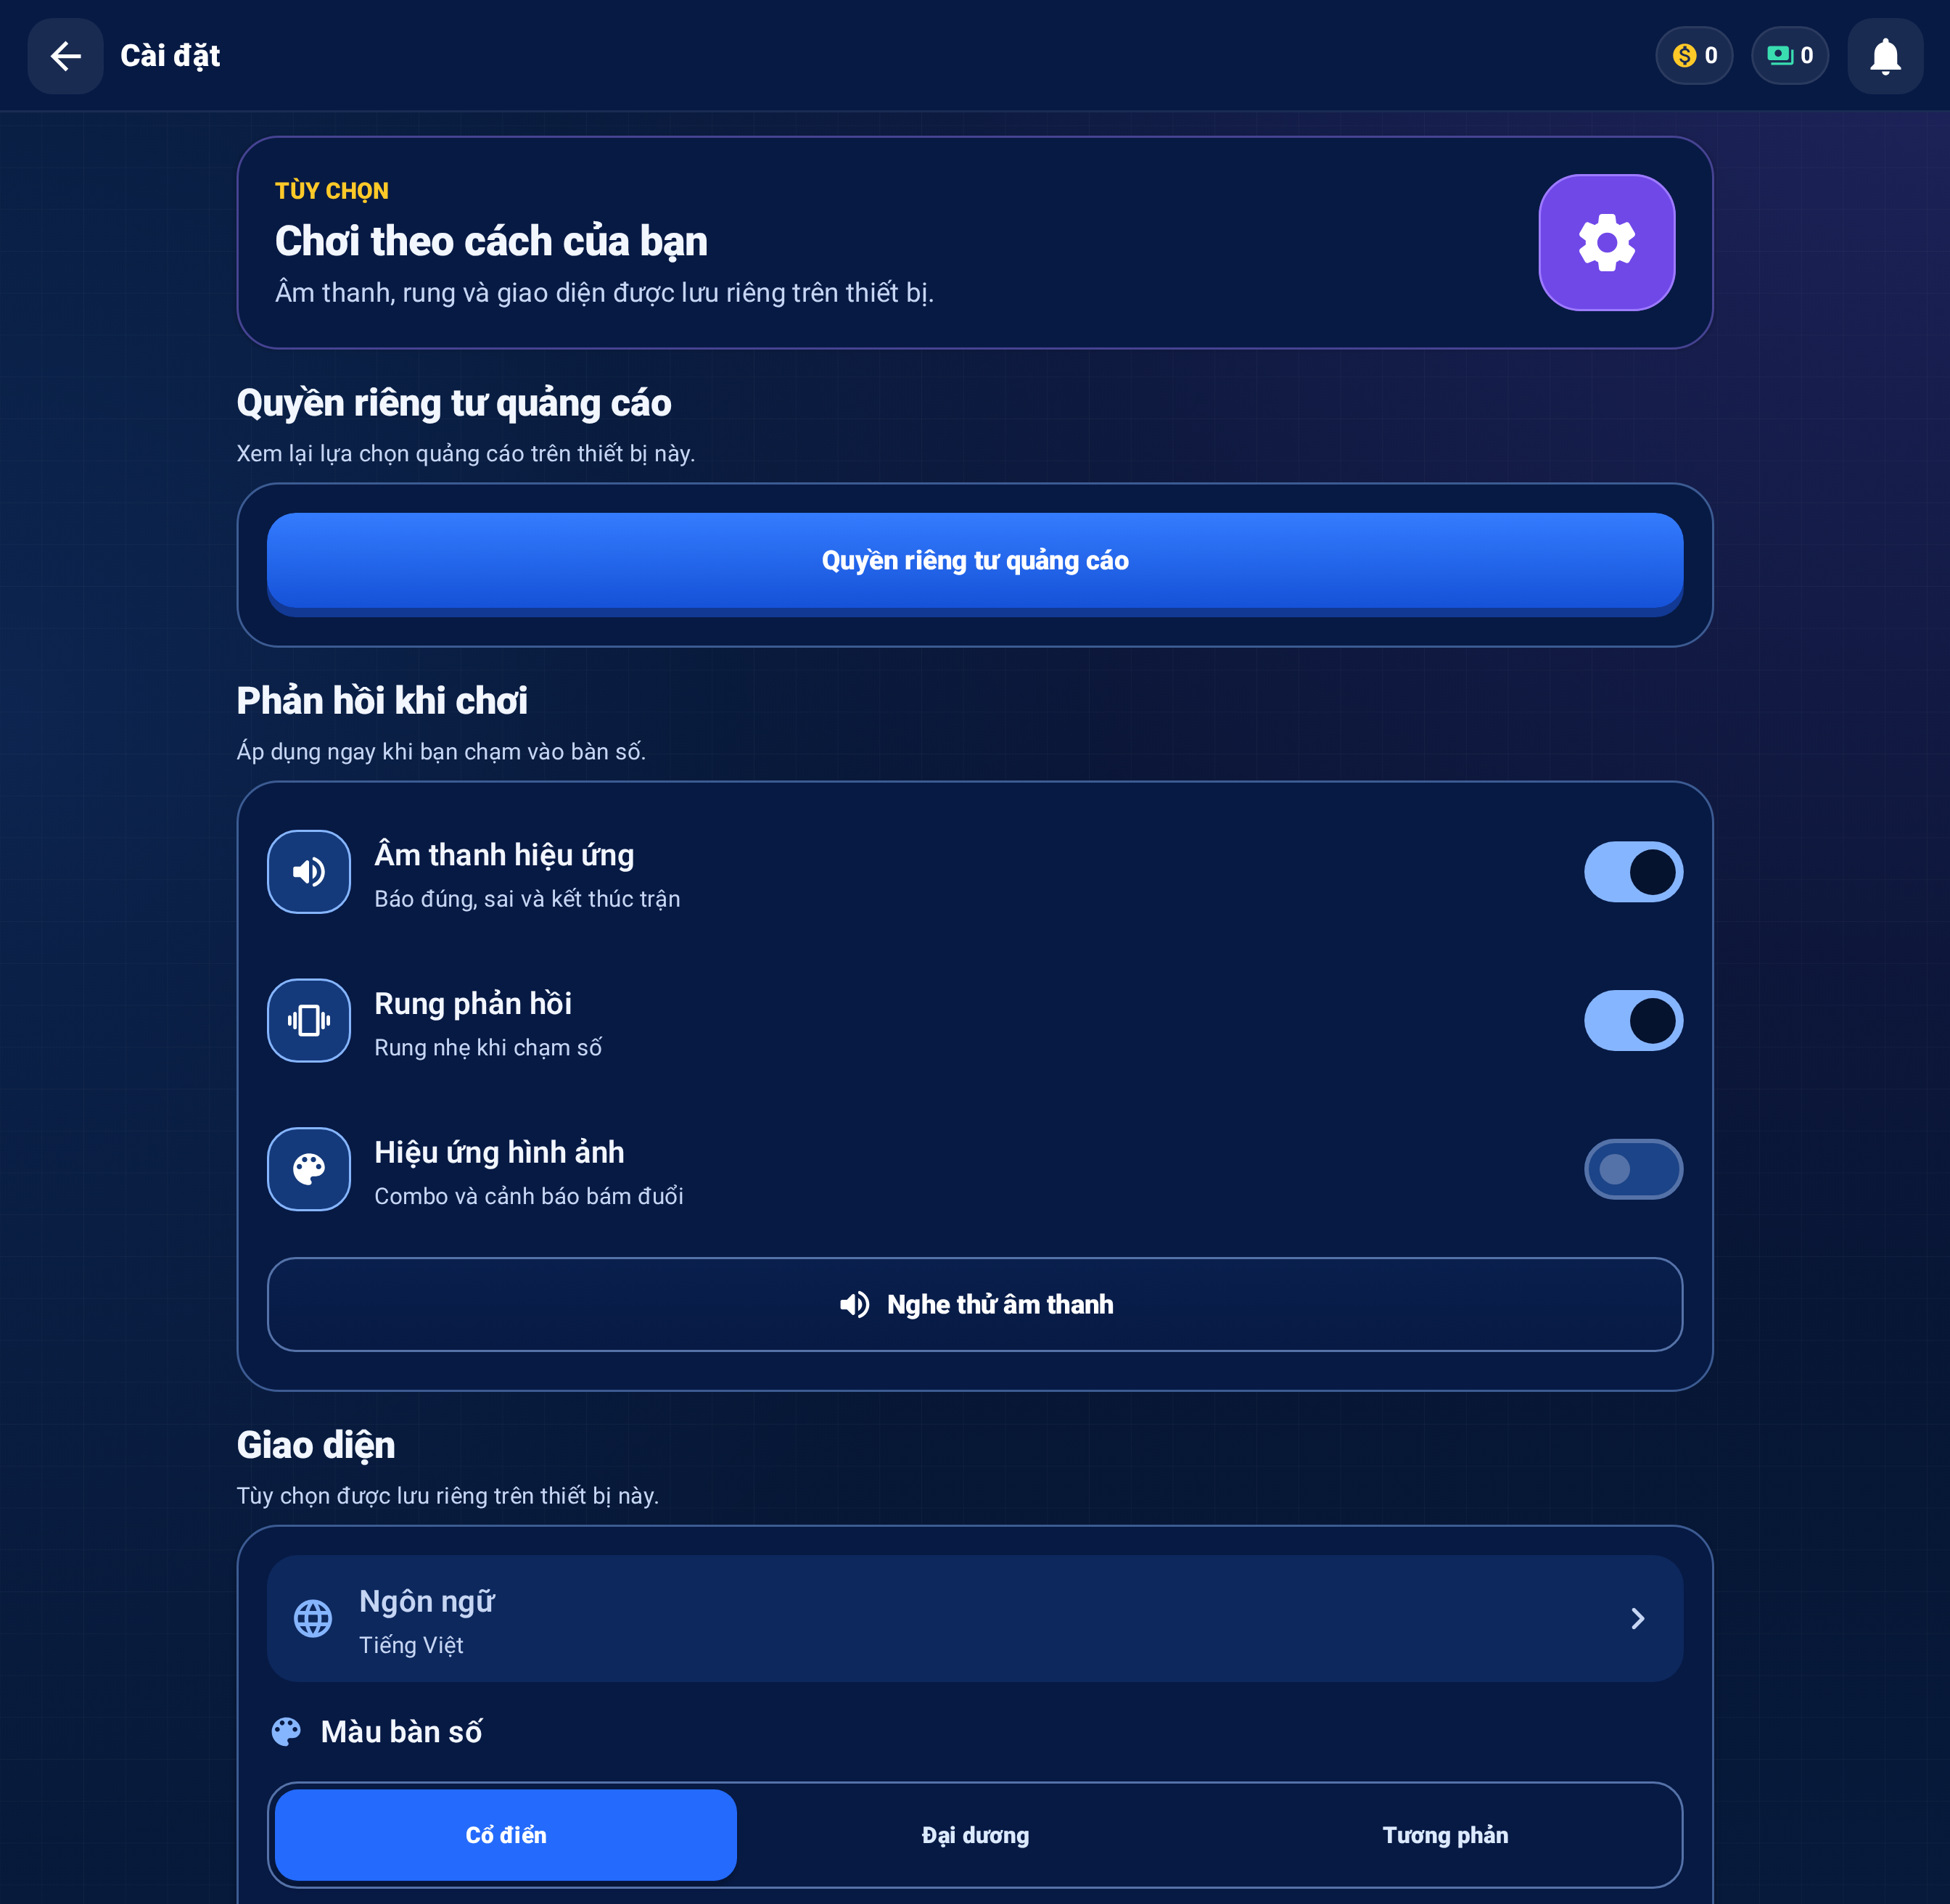 Cài đặt
0
0
TÙY CHỌN
Chơi theo cách của bạn
Âm thanh, rung và giao diện được lưu riêng trên thiết bị.
Quyền riêng tư quảng cáo
Xem lại lựa chọn quảng cáo trên thiết bị này.
Quyền riêng tư quảng cáo
Phản hồi khi chơi
Áp dụng ngay khi bạn chạm vào bàn số.
Âm thanh hiệu ứng
Báo đúng, sai và kết thúc trận
Rung phản hồi
Rung nhẹ khi chạm số
Hiệu ứng hình ảnh
Combo và cảnh báo bám đuổi
Nghe thử âm thanh
Giao diện
Tùy chọn được lưu riêng trên thiết bị này.
Ngôn ngữ
Tiếng Việt
Màu bàn số
Cổ điển
Đại dương
Tương phản